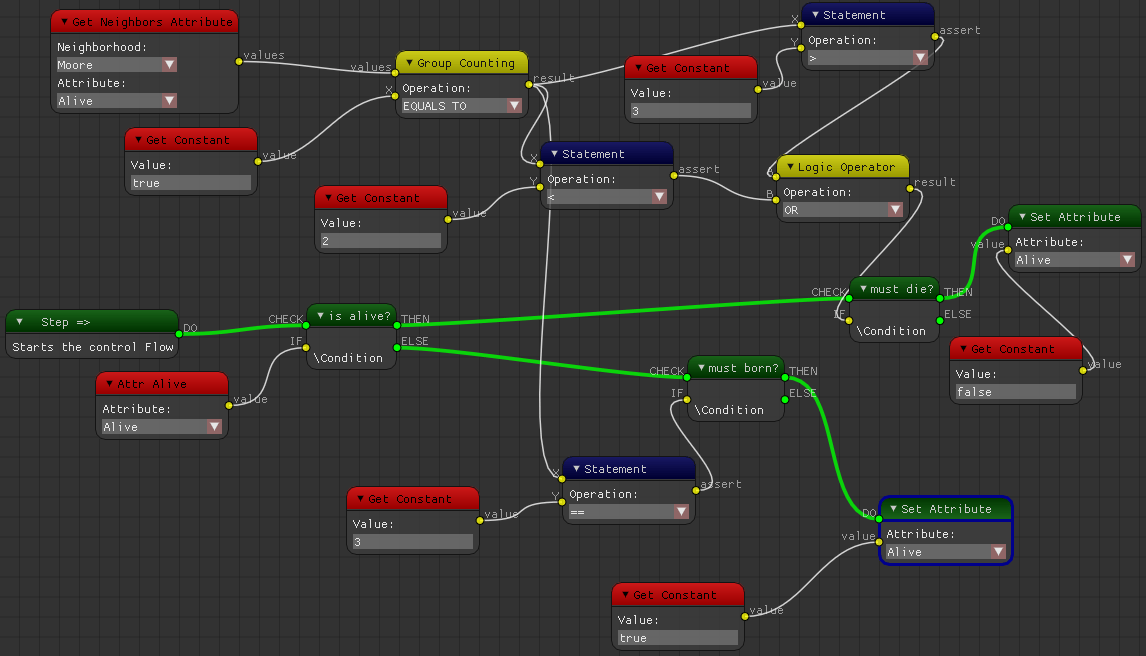 Get Neighbors Attribute
Neighborhood:
Moore
Attribute:
Alive
values
Get Constant
Value:
true
value
values
X
Group Counting
Operation:
EQUALS TO
result
Get Constant
Value:
3
value
X
Y
Statement
Operation:
>
assert
Get Constant
Value:
2
value
X
Y
Statement
Operation:
<
assert
A
B
Logic Operator
Operation:
OR
result
DO
value
Set Attribute
Attribute:
Alive
Step =>
Starts the control Flow
DO
Attr Alive
Attribute:
Alive
value
CHECK
IF
is alive?
\Condition
THEN
ELSE
CHECK
IF
must die?
\Condition
THEN
ELSE
Get Constant
Value:
false
value
CHECK
IF
must born?
\Condition
THEN
ELSE
Get Constant
Value:
3
value
X
Y
Statement
Operation:
==
assert
DO
value
Set Attribute
Attribute:
Alive
Get Constant
Value:
true
value